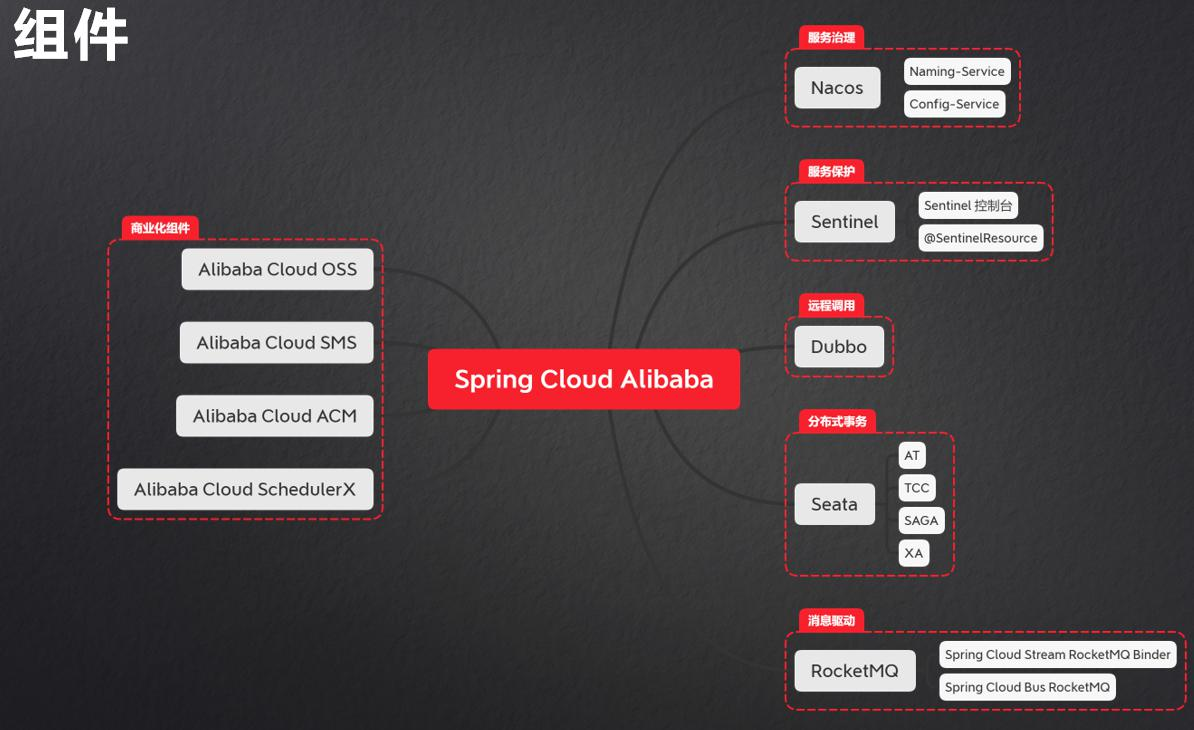 组件
服务治理
Nacos
Naming-Service
Config-Service
服务保护
Sentinel
Sentinel 控制台
@SentinelResource
远程调用
Dubbo
分布式事务
Seata
AT
TCC
SAGA
XA
消息驱动
RocketMQ
Spring Cloud Stream RocketMQ Binder
Spring Cloud Bus RocketMQ
Spring Cloud Alibaba
商业化组件
Alibaba Cloud OSS
Alibaba Cloud SMS
Alibaba Cloud ACM
Alibaba Cloud SchedulerX